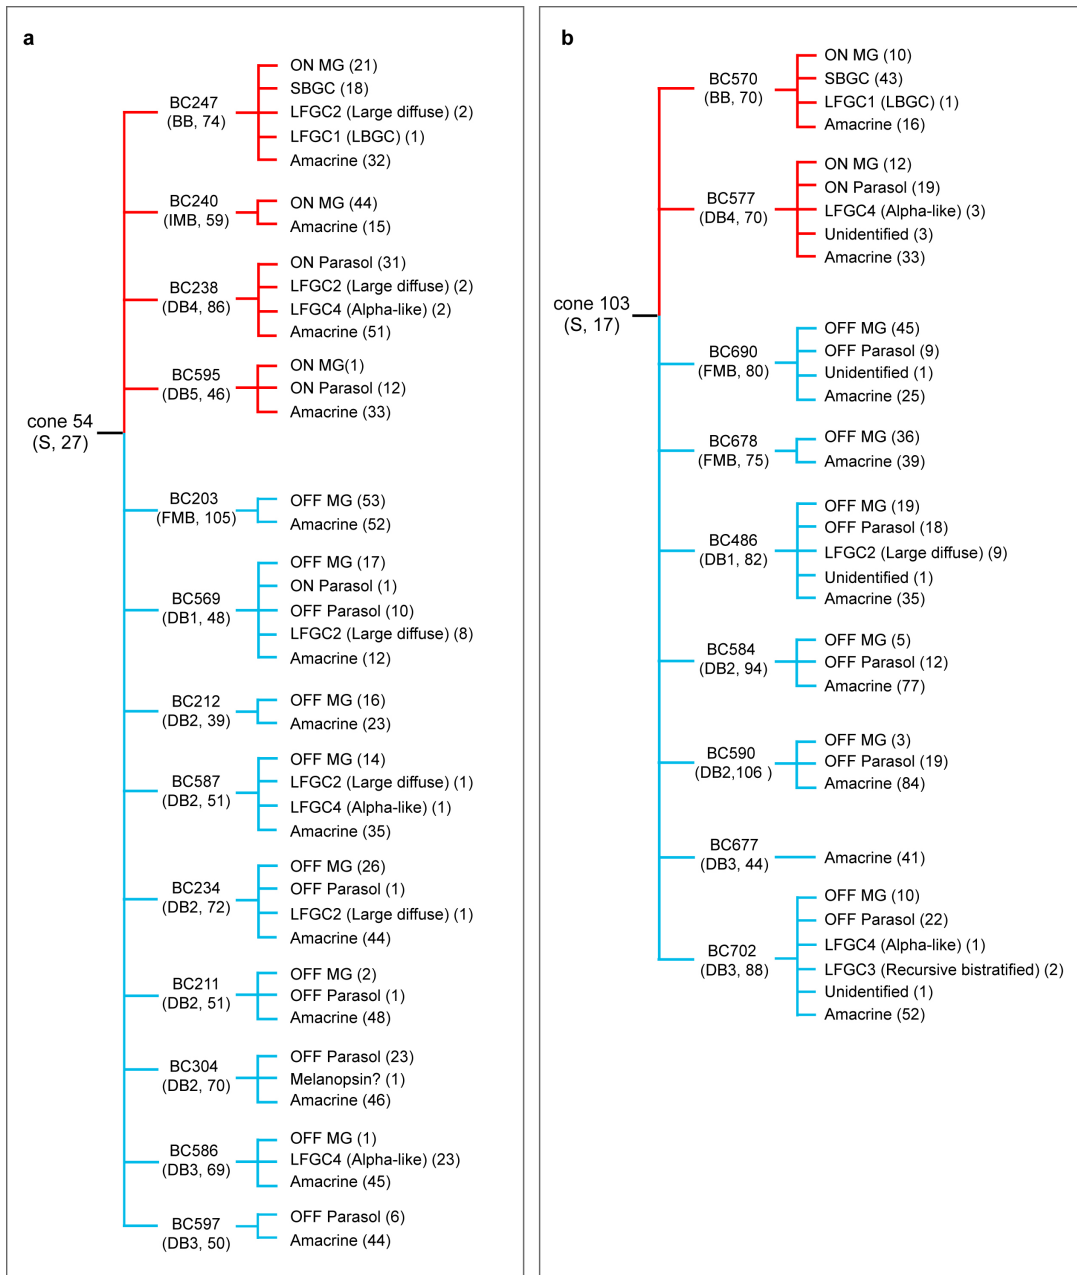 a
cone 54
(S, 27)
BC247
(BB, 74)
ON MG (21)
SBGC (18)
LFGC2 (Large diffuse) (2)
LFGC1 (LBGC) (1)
Amacrine (32)
BC240
(IMB, 59)
ON MG (44)
Amacrine (15)
BC238
(DB4, 86)
ON Parasol (31)
LFGC2 (Large diffuse) (2)
LFGC4 (Alpha-like) (2)
Amacrine (51)
BC595
(DB5, 46)
ON MG(1)
ON Parasol (12)
Amacrine (33)
BC203
(FMB, 105)
OFF MG (53)
Amacrine (52)
BC569
(DB1, 48)
OFF MG (17)
ON Parasol (1)
OFF Parasol (10)
LFGC2 (Large diffuse) (8)
Amacrine (12)
BC212
(DB2, 39)
OFF MG (16)
Amacrine (23)
BC587
(DB2, 51)
OFF MG (14)
LFGC2 (Large diffuse) (1)
LFGC4 (Alpha-like) (1)
Amacrine (35)
BC234
(DB2, 72)
OFF MG (26)
OFF Parasol (1)
LFGC2 (Large diffuse) (1)
Amacrine (44)
BC211
(DB2, 51)
OFF MG (2)
OFF Parasol (1)
Amacrine (48)
BC304
(DB2, 70)
OFF Parasol (23)
Melanopsin? (1)
Amacrine (46)
BC586
(DB3, 69)
OFF MG (1)
LFGC4 (Alpha-like) (23)
Amacrine (45)
BC597
(DB3, 50)
OFF Parasol (6)
Amacrine (44)
b
cone 103
(S, 17)
BC570
(BB, 70)
ON MG (10)
SBGC (43)
LFGC1 (LBGC) (1)
Amacrine (16)
BC577
(DB4, 70)
ON MG (12)
ON Parasol (19)
LFGC4 (Alpha-like) (3)
Unidentified (3)
Amacrine (33)
BC690
(FMB, 80)
OFF MG (45)
OFF Parasol (9)
Unidentified (1)
Amacrine (25)
BC678
(FMB, 75)
OFF MG (36)
Amacrine (39)
BC486
(DB1, 82)
OFF MG (19)
OFF Parasol (18)
LFGC2 (Large diffuse) (9)
Unidentified (1)
Amacrine (35)
BC584
(DB2, 94)
OFF MG (5)
OFF Parasol (12)
Amacrine (77)
BC590
(DB2,106 )
OFF MG (3)
OFF Parasol (19)
Amacrine (84)
BC677
(DB3, 44)
Amacrine (41)
BC702
(DB3, 88)
OFF MG (10)
OFF Parasol (22)
LFGC4 (Alpha-like) (1)
LFGC3 (Recursive bistratified) (2)
Unidentified (1)
Amacrine (52)